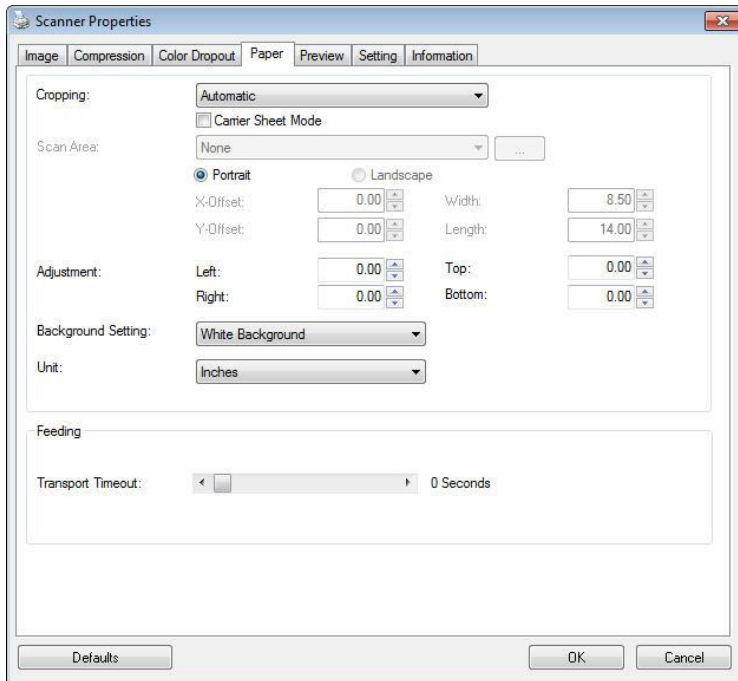 Scanner Properties
Image Compression Color Dropout Paper Preview Setting Information
Cropping: Automatic
Carrier Sheet Mode
Scan Area: None ...
Portrait Landscape
X-Offset: 0.00 Width: 8.50
Y-Offset: 0.00 Length: 14.00
Adjustment: Left: 0.00 Top: 0.00
Right: 0.00 Bottom: 0.00
Background Setting: White Background
Unit: Inches
Feeding
Transport Timeout: 0 Seconds
Defaults OK Cancel